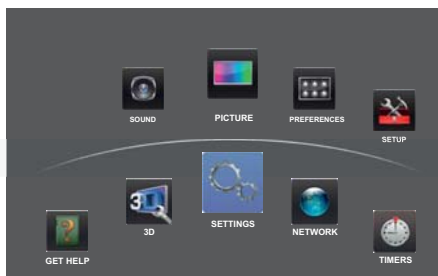 SOUND
PICTURE
PREFERENCES
SETUP
GET HELP
3D
SETTINGS
NETWORK
TIMERS